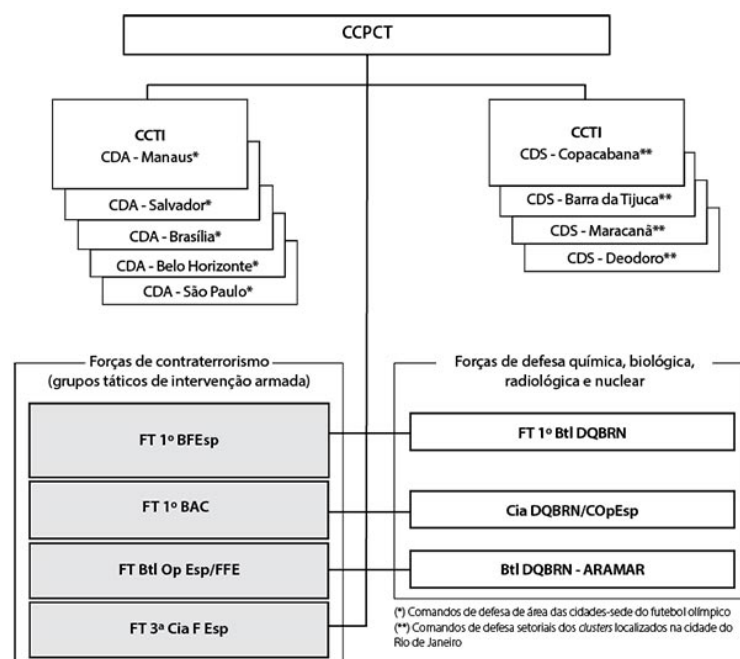 CCPCT
CCTI
CDA - Manaus*
CDA - Salvador*
CDA - Brasília*
CDA - Belo Horizonte*
CDA - São Paulo*
CCTI
CDS - Copacabana**
CDS - Barra da Tijuca**
CDS - Maracanã**
CDS - Deodoro**
Forças de contraterrorismo
(grupos táticos de intervenção armada)
FT 1º BFEsp
FT 1º BAC
FT Btl Op Esp/FFE
FT 3ª Cia F Esp
Forças de defesa química, biológica,
radiológica e nuclear
FT 1º Btl DQBRN
Cia DQBRN/COpEsp
Btl DQBRN - ARAMAR
(*) Comandos de defesa de área das cidades-sede do futebol olímpico
(**) Comandos de defesa setoriais dos clusters localizados na cidade do
Rio de Janeiro